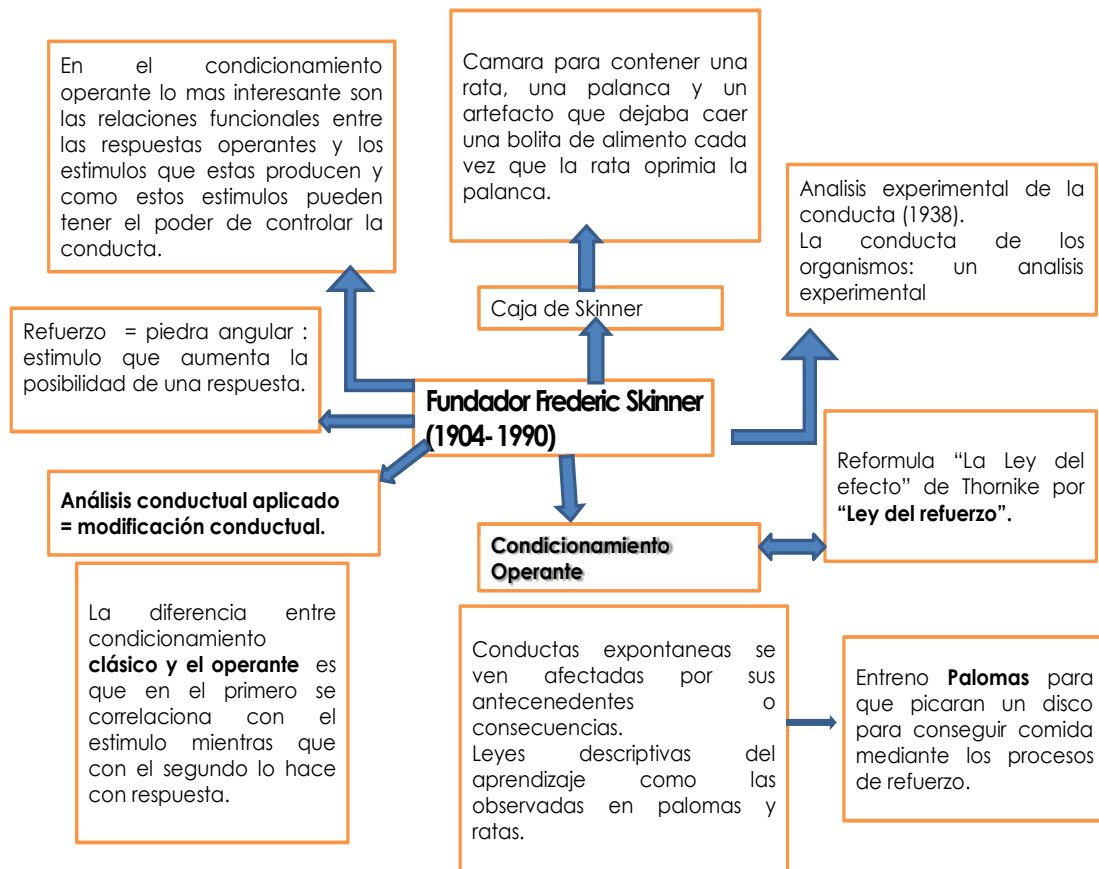 En el condicionamiento
operante lo mas interesante son
las relaciones funcionales entre
las respuestas operantes y los
estimulos que estas producen y
como estos estimulos pueden
tener el poder de controlar la
conducta.
Camara para contener una
rata, una palanca y un
artefacto que dejaba caer
una bolita de alimento cada
vez que la rata oprimia la
palanca.
Analisis experimental de la
conducta (1938).
La conducta de los
organismos: un analisis
experimental
Caja de Skinner
Refuerzo = piedra angular :
estimulo que aumenta la
posibilidad de una respuesta.
Fundador Frederic Skinner
(1904- 1990)
Reformula “La Ley del
efecto” de Thornike por
“Ley del refuerzo”.
Análisis conductual aplicado
= modificación conductual.
Condicionamiento
Operante
La diferencia entre
condicionamiento
clásico y el operante es
que en el primero se
correlaciona con el
estimulo mientras que
con el segundo lo hace
con respuesta.
Conductas expontaneas se
ven afectadas por sus
antecenedentes o
consecuencias.
Leyes descriptivas del
aprendizaje como las
observadas en palomas y
ratas.
Entreno Palomas para
que picaran un disco
para conseguir comida
mediante los procesos
de refuerzo.